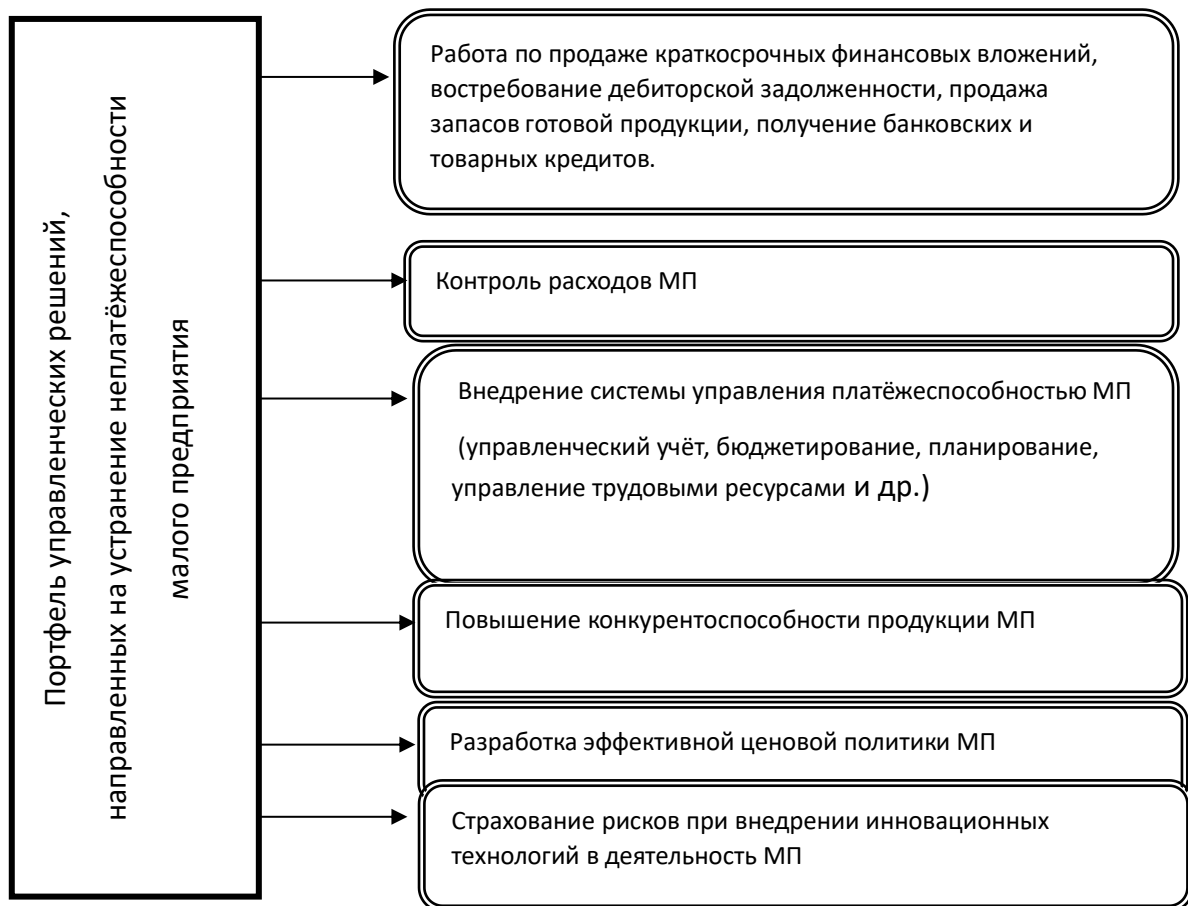 Портфель управленческих решений,
направленных на устранение неплатёжеспособности
малого предприятия
Работа по продаже краткосрочных финансовых вложений,
востребование дебиторской задолженности, продажа
запасов готовой продукции, получение банковских и
товарных кредитов.
Контроль расходов МП
Внедрение системы управления платёжеспособностью МП
(управленческий учёт, бюджетирование, планирование,
управление трудовыми ресурсами и др.)
Повышение конкурентоспособности продукции МП
Разработка эффективной ценовой политики МП
Страхование рисков при внедрении инновационных
технологий в деятельность МП